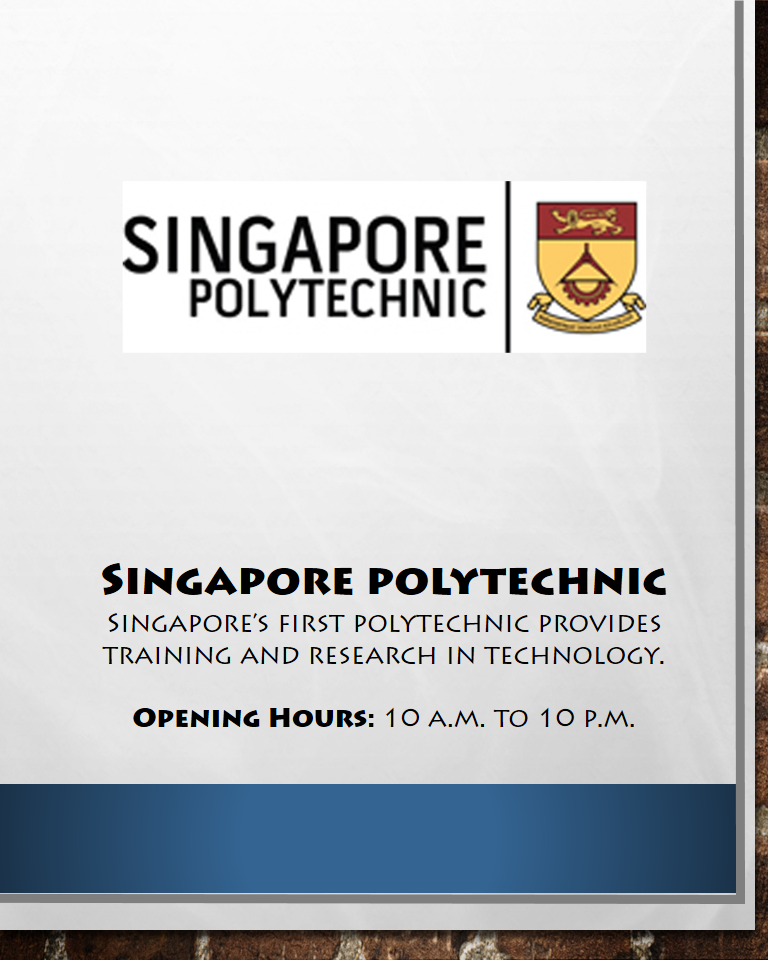 SINGAPORE
POLYTECHNIC
Singapore polytechnic
Singapore's first polytechnic provides
training and research in technology.
Opening Hours: 10 a.m. to 10 p.m.